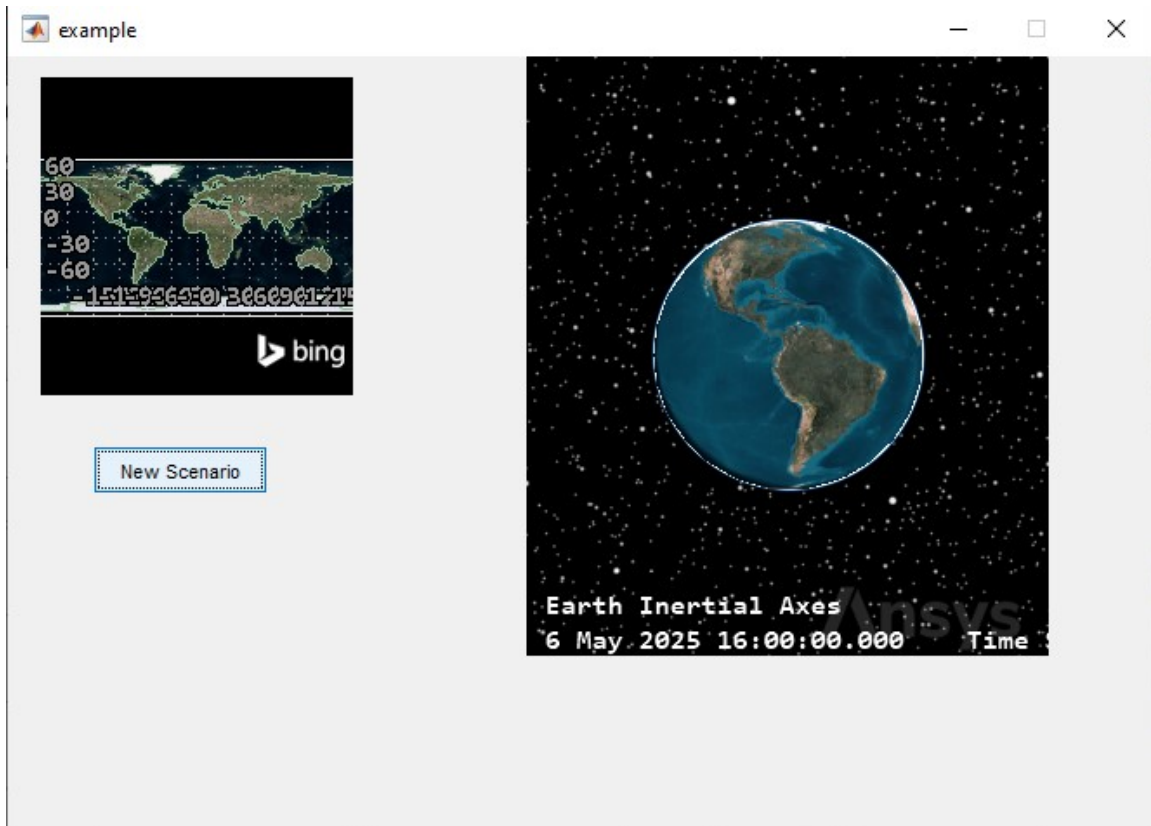 example
60
30
0
-30
-60
bing
New Scenario
Ansys
Earth Inertial Axes
6 May 2025 16:00:00.000 Time